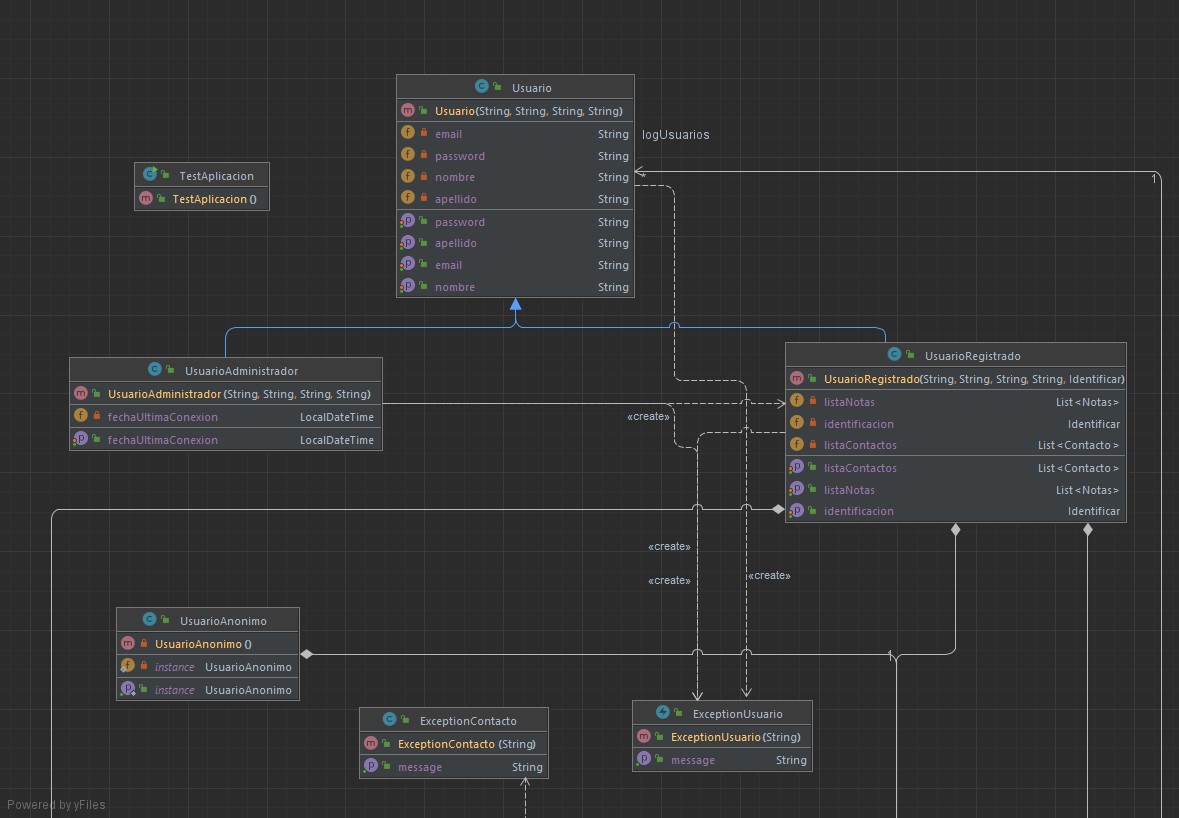 Usuario
Usuario(String, String, String, String)
email String
password String
nombre String
apellido String
password String
apellido String
email String
nombre String
logUsuarios
*
1
TestAplicacion
TestAplicacion ()
UsuarioAdministrador
UsuarioAdministrador (String, String, String, String)
fechaUltimaConexion LocalDateTime
fechaUltimaConexion LocalDateTime
«create»
UsuarioRegistrado
UsuarioRegistrado(String, String, String, String, Identificar)
listaNotas List <Notas>
identificacion Identificar
listaContactos List <Contacto >
listaContactos List <Contacto >
listaNotas List <Notas>
identificacion Identificar
«create»
«create»
«create»
UsuarioAnonimo
UsuarioAnonimo ()
instance UsuarioAnonimo
instance UsuarioAnonimo
1
ExceptionContacto
ExceptionContacto (String)
message String
ExceptionUsuario
ExceptionUsuario (String)
message String
Powered by yFiles